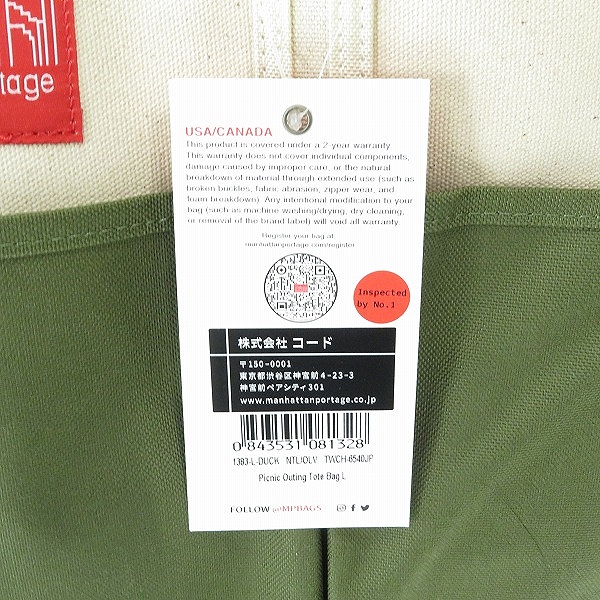 tage
USA/CANADA
This product is covered under a 2-year warranty.
This warranty does not cover individual components,
damage caused by improper care, or the natural
breakdown of material through extended use (such as
broken buckles, fabric abrasion, zipper wear, and
foam breakdown). Any intentional modification to your
bag (such as machine washing/drying, dry cleaning,
or removal of the brand label) will void all warranty.
Register your bag at:
manhattanportage.com/register
Inspected
by No.1
株式会社 コード
〒150-0001
東京都渋谷区神宮前4-23-3
神宮前ペアシティ301
www.manhattanportage.co.jp
0 843531 081328
1383-L-DUCK NTL/OLV TWCH-6540JP
Picnic Outing Tote Bag L
FOLLOW @MPBAGS